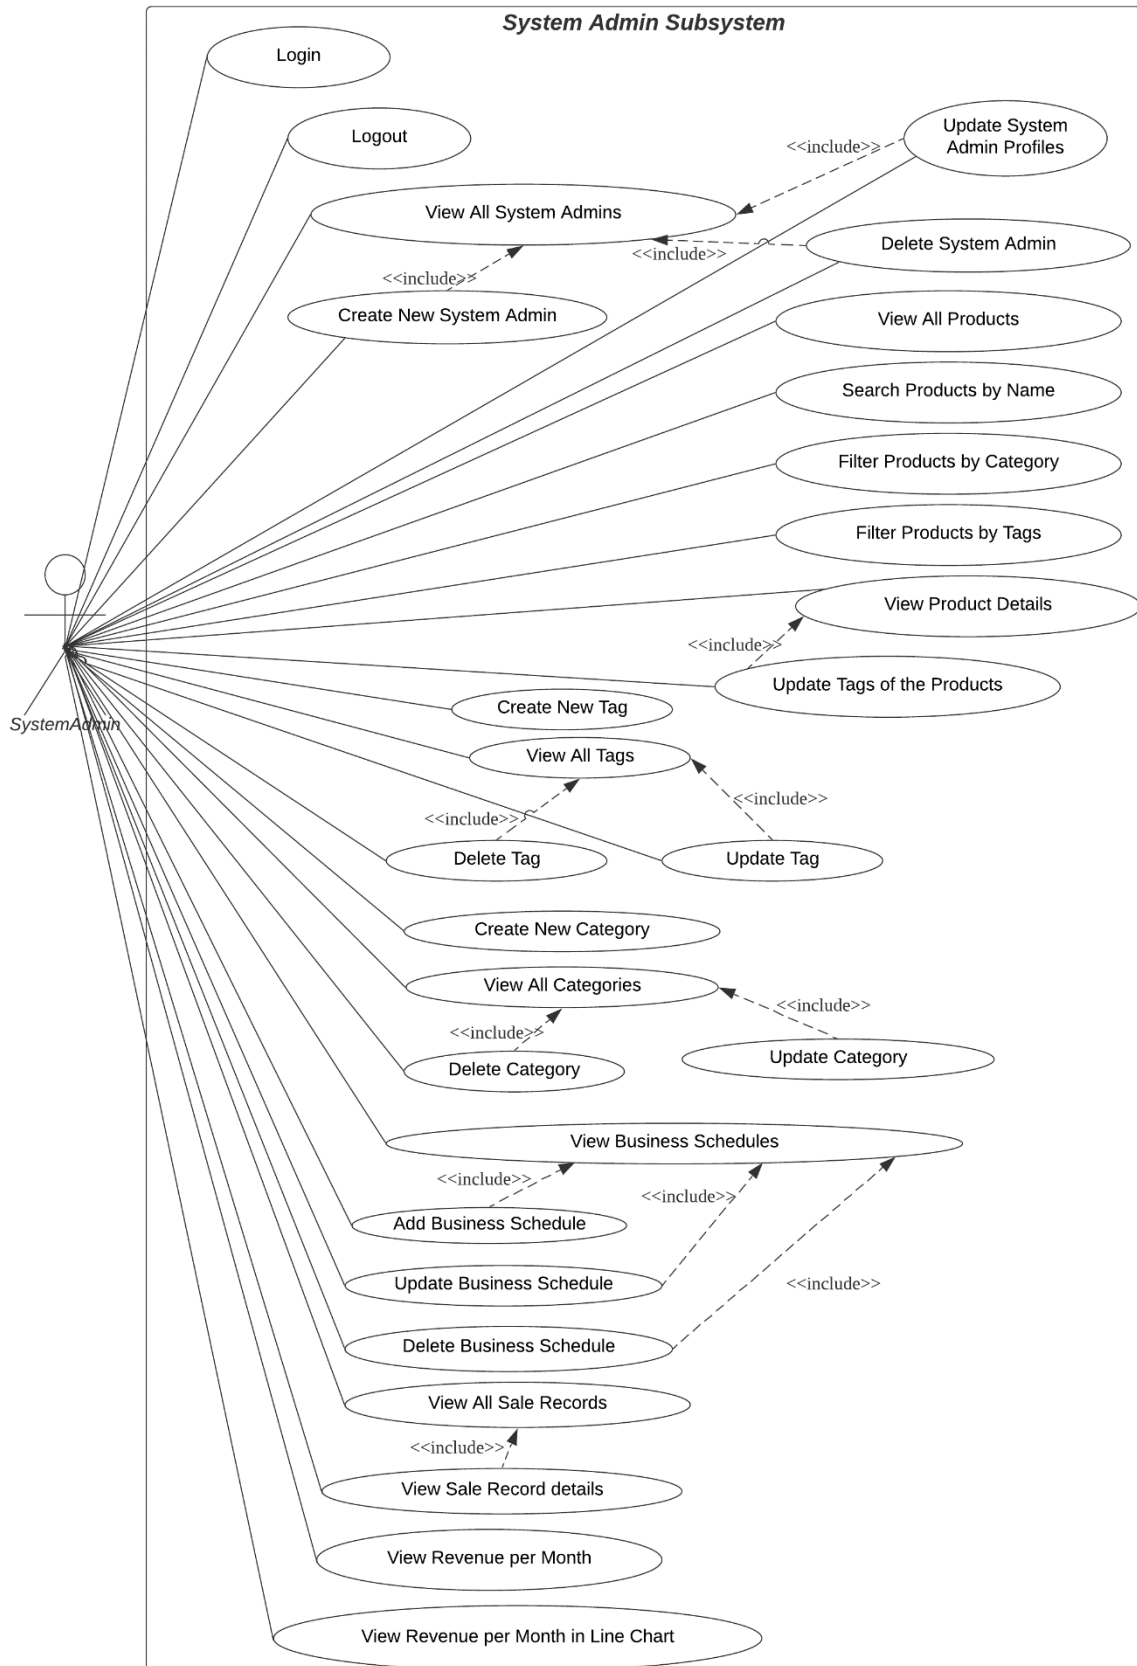 System Admin Subsystem
Login
Logout
Update System
Admin Profiles
<<include>>
View All System Admins
Delete System Admin
<<include>>
<<include>>
Create New System Admin
View All Products
Search Products by Name
Filter Products by Category
Filter Products by Tags
View Product Details
<<include>>
Update Tags of the Products
Create New Tag
SystemAdmin
View All Tags
<<include>>
<<include>>
Delete Tag
Update Tag
Create New Category
View All Categories
<<include>>
<<include>>
Delete Category
Update Category
View Business Schedules
<<include>>
<<include>>
Add Business Schedule
Update Business Schedule
<<include>>
Delete Business Schedule
View All Sale Records
<<include>>
View Sale Record details
View Revenue per Month
View Revenue per Month in Line Chart